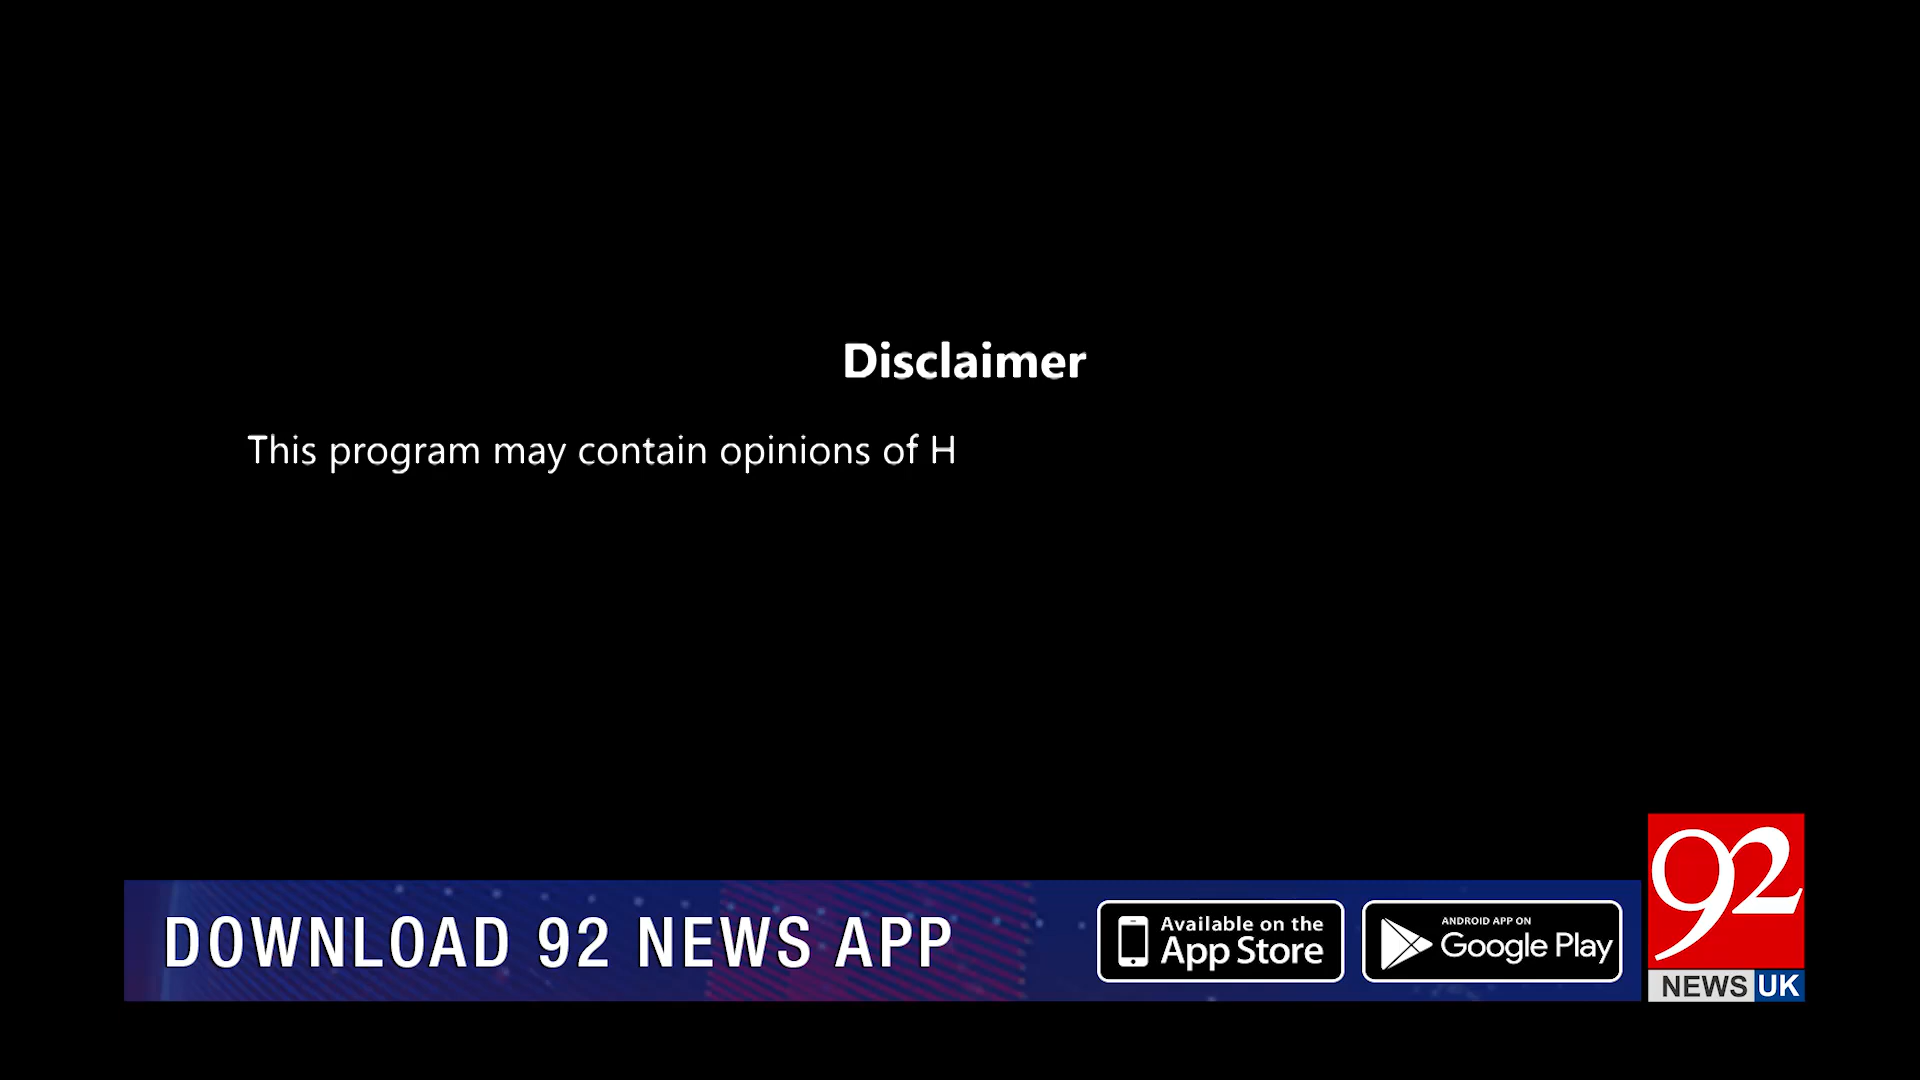 Disclaimer
This program may contain opinions of H
DOWNLOAD 92 NEWS APP
Available on the
App Store
ANDROID APP ON
Google Play
92
NEWS UK